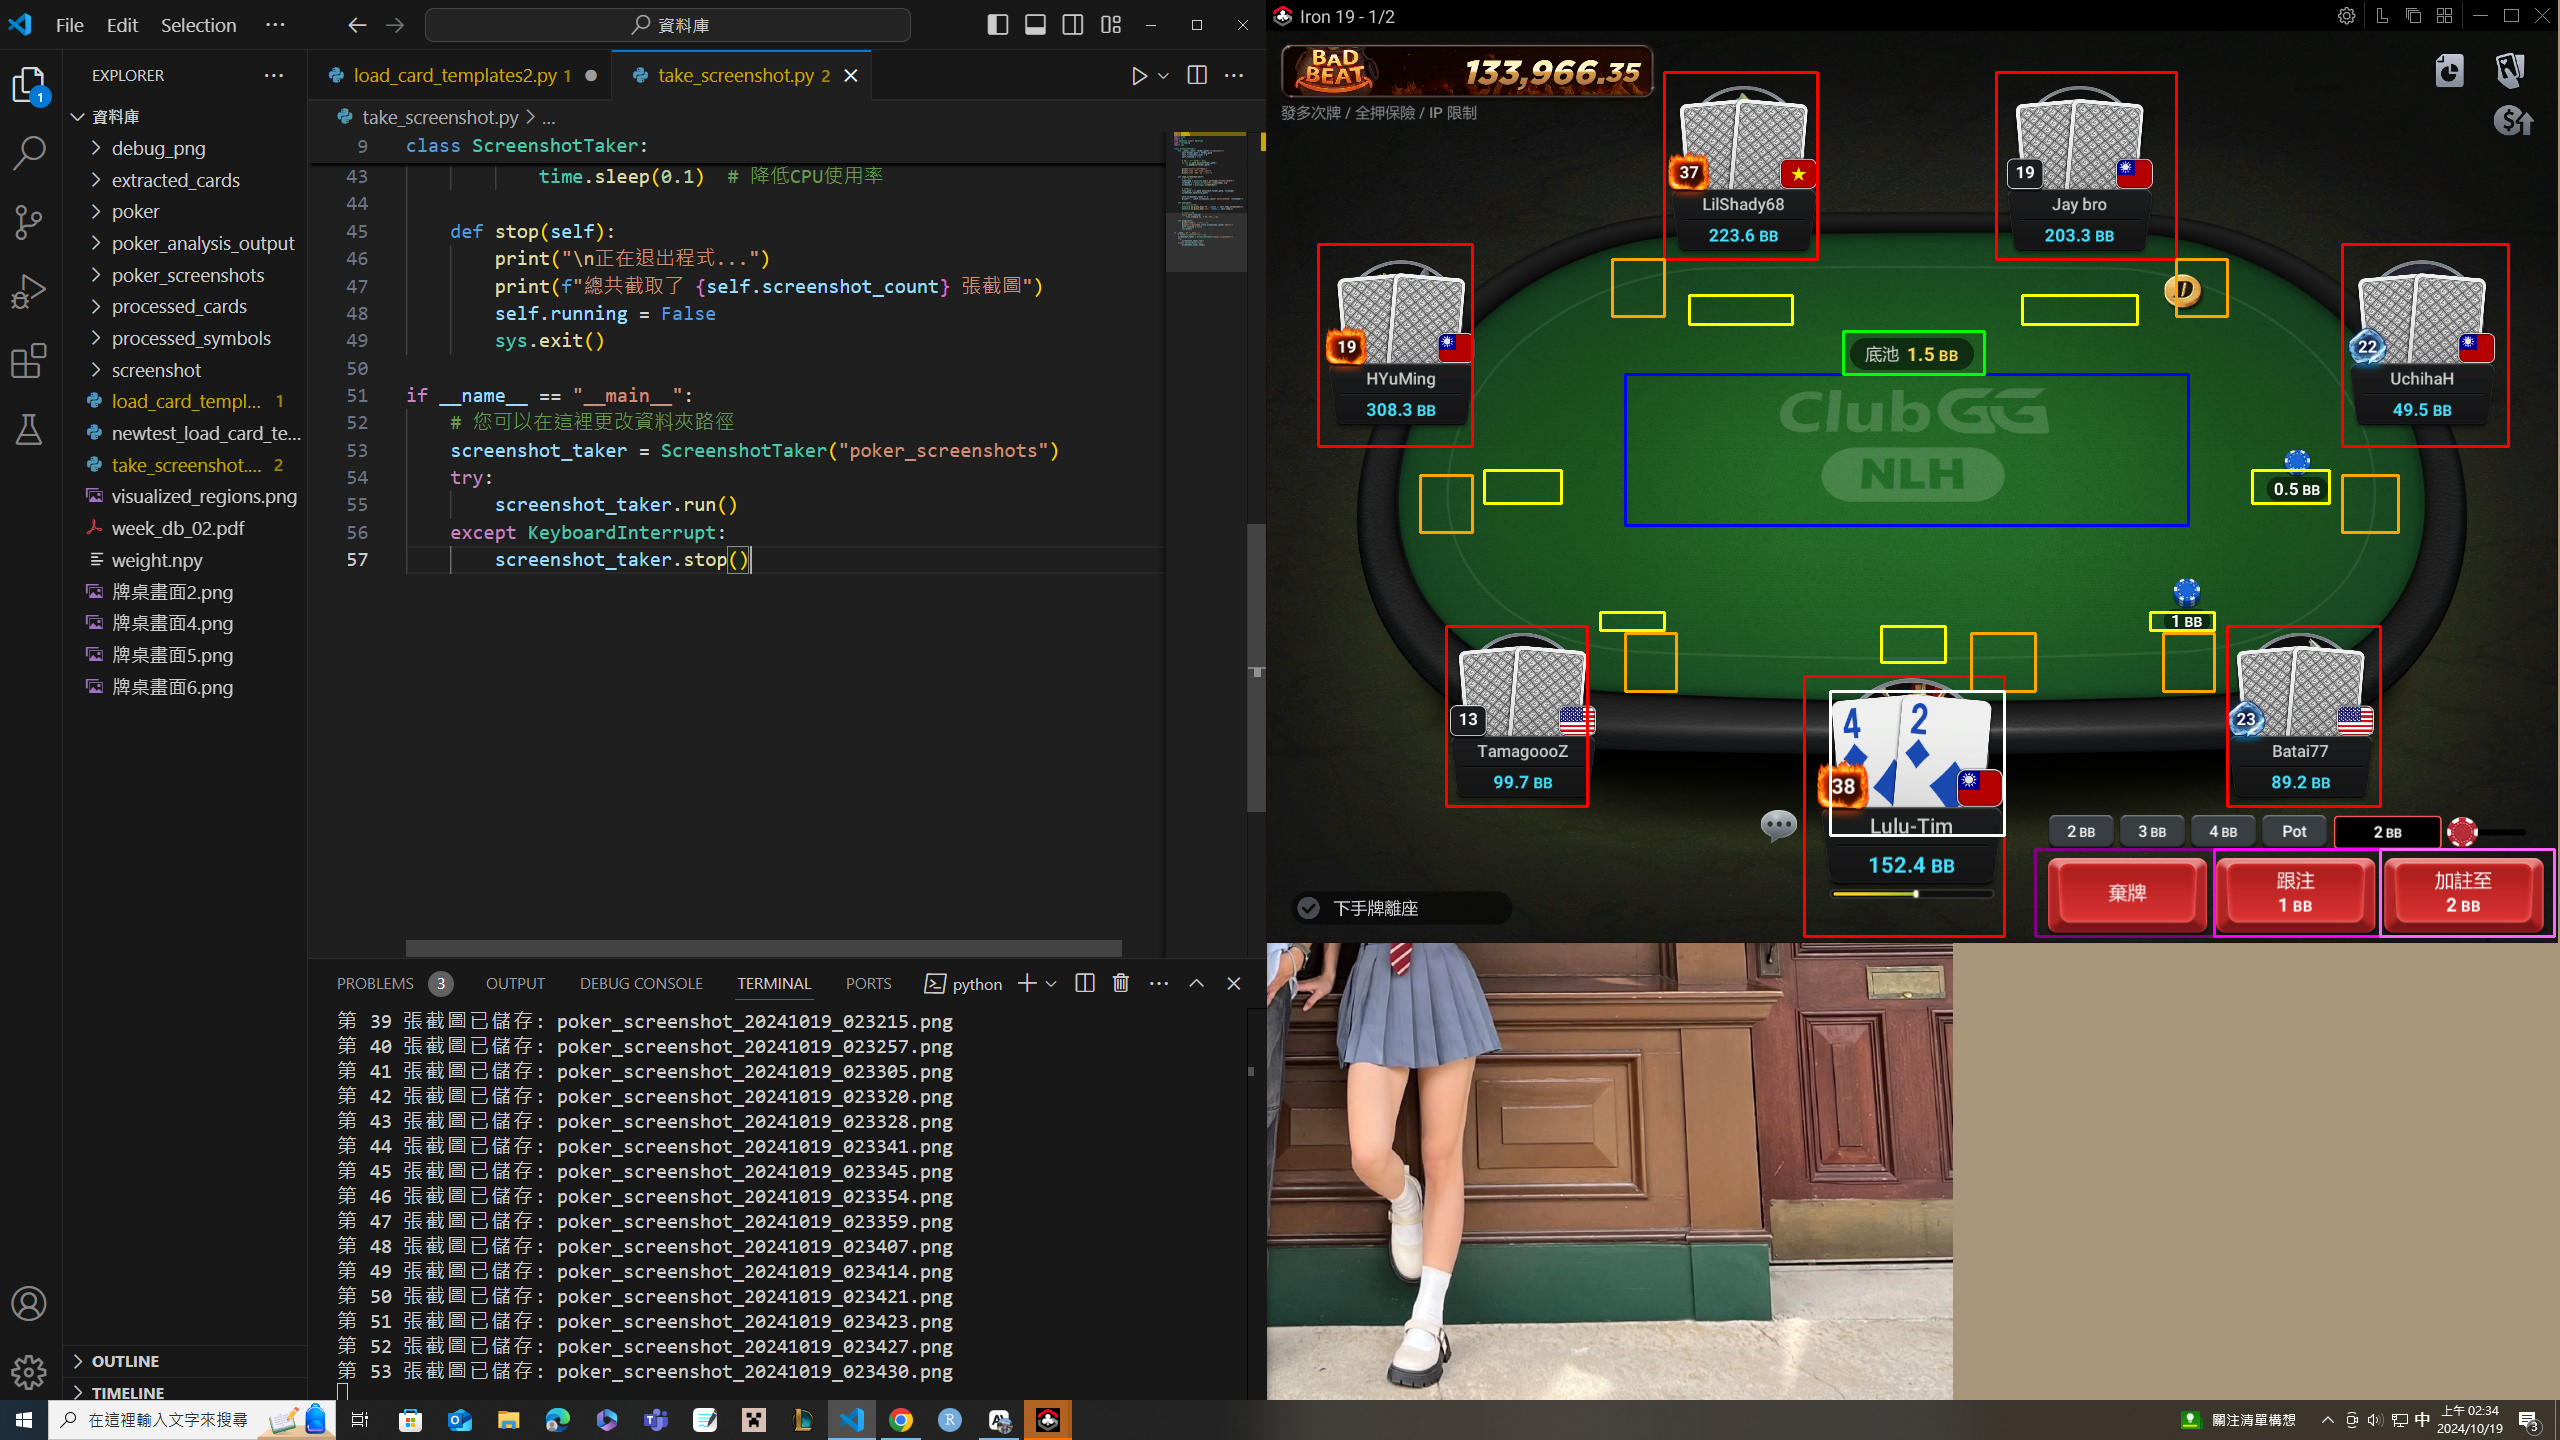 File Edit Selection ...
資料庫
EXPLORER
資料庫
debug_png
extracted_cards
poker
poker_analysis_output
poker_screenshots
processed_cards
processed_symbols
screenshot
load_card_templ... 1
newtest_load_card_te...
take_screenshot.... 2
visualized_regions.png
week_db_02.pdf
weight.npy
牌桌畫面2.png
牌桌畫面4.png
牌桌畫面5.png
牌桌畫面6.png
OUTLINE
TIMELINE
1
load_card_templates2.py 1
take_screenshot.py 2
take_screenshot.py > ...
9 class ScreenshotTaker:
43 time.sleep(0.1) # 降低CPU使用率
44
45 def stop(self):
46 print("\n正在退出程式...")
47 print(f"總共截取了 {self.screenshot_count} 張截圖")
48 self.running = False
49 sys.exit()
50
51 if __name__ == "__main__":
52 # 您可以在這裡更改資料夾路徑
53 screenshot_taker = ScreenshotTaker("poker_screenshots")
54 try:
55 screenshot_taker.run()
56 except KeyboardInterrupt:
57 screenshot_taker.stop()
PROBLEMS 3 OUTPUT DEBUG CONSOLE TERMINAL PORTS python
第 39 張截圖已儲存: poker_screenshot_20241019_023215.png
第 40 張截圖已儲存: poker_screenshot_20241019_023257.png
第 41 張截圖已儲存: poker_screenshot_20241019_023305.png
第 42 張截圖已儲存: poker_screenshot_20241019_023320.png
第 43 張截圖已儲存: poker_screenshot_20241019_023328.png
第 44 張截圖已儲存: poker_screenshot_20241019_023341.png
第 45 張截圖已儲存: poker_screenshot_20241019_023345.png
第 46 張截圖已儲存: poker_screenshot_20241019_023354.png
第 47 張截圖已儲存: poker_screenshot_20241019_023359.png
第 48 張截圖已儲存: poker_screenshot_20241019_023407.png
第 49 張截圖已儲存: poker_screenshot_20241019_023414.png
第 50 張截圖已儲存: poker_screenshot_20241019_023421.png
第 51 張截圖已儲存: poker_screenshot_20241019_023423.png
第 52 張截圖已儲存: poker_screenshot_20241019_023427.png
第 53 張截圖已儲存: poker_screenshot_20241019_023430.png
Iron 19 - 1/2
BAD BEAT 133,966.35
發多次牌 / 全押保險 / IP 限制
37
LilShady68
223.6 BB
19
Jay bro
203.3 BB
19
HYuMing
308.3 BB
D
22
UchihaH
49.5 BB
底池 1.5 BB
ClubGG
NLH
0.5 BB
1 BB
13
TamagoooZ
99.7 BB
4 2
38
Lulu-Tim
152.4 BB
23
Batai77
89.2 BB
2 BB 3 BB 4 BB Pot 2 BB
棄牌
跟注
1 BB
加註至
2 BB
下手牌離座
在這裡輸入文字來搜尋
關注清單構想
中
上午 02:34
2024/10/19
3